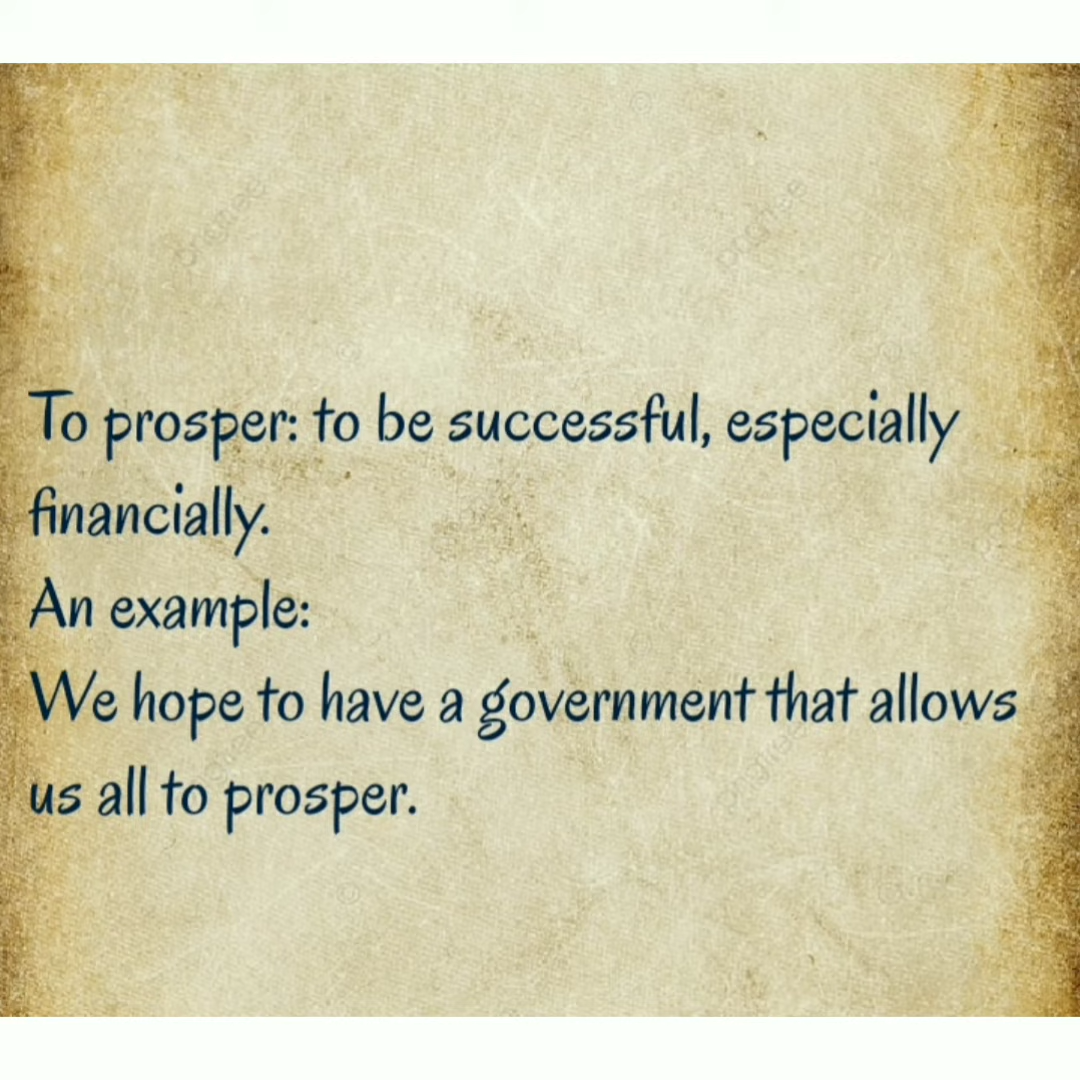 To prosper: to be successful, especially
financially.
An example:
We hope to have a government that allows
us all to prosper.